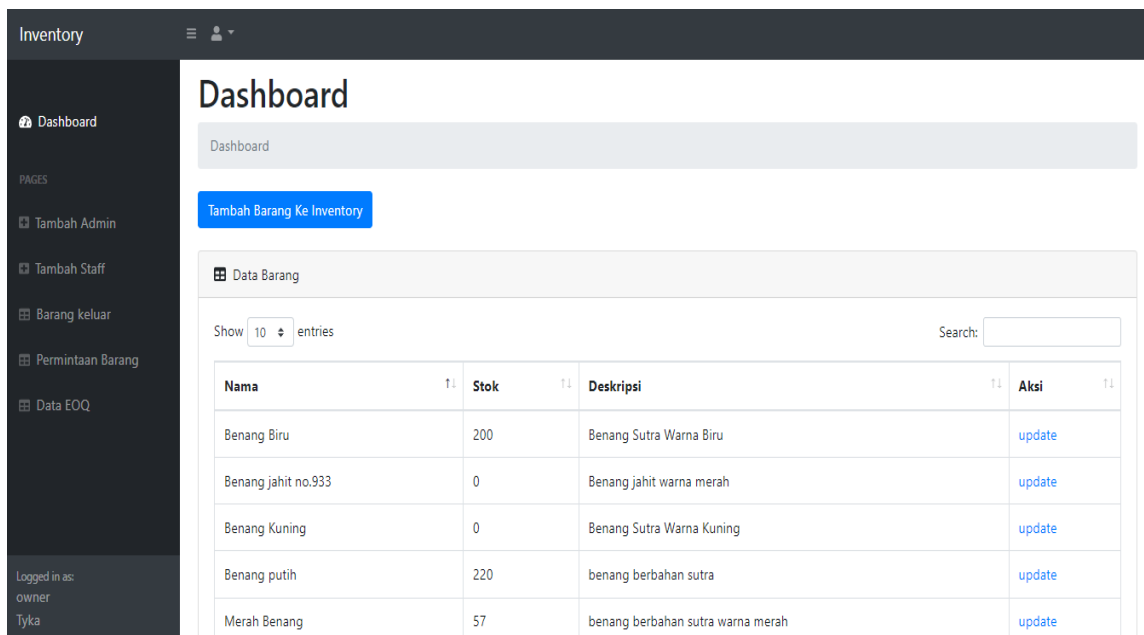 Inventory
Dashboard
Dashboard
Dashboard
PAGES
Tambah Admin
Tambah Staff
Barang keluar
Permintaan Barang
Data EOQ
Logged in as:
owner
Tyka
Tambah Barang Ke Inventory
Data Barang
Show 10 entries Search:
Nama Stok Deskripsi Aksi
Benang Biru 200 Benang Sutra Warna Biru update
Benang jahit no.933 0 Benang jahit warna merah update
Benang Kuning 0 Benang Sutra Warna Kuning update
Benang putih 220 benang berbahan sutra update
Merah Benang 57 benang berbahan sutra warna merah update